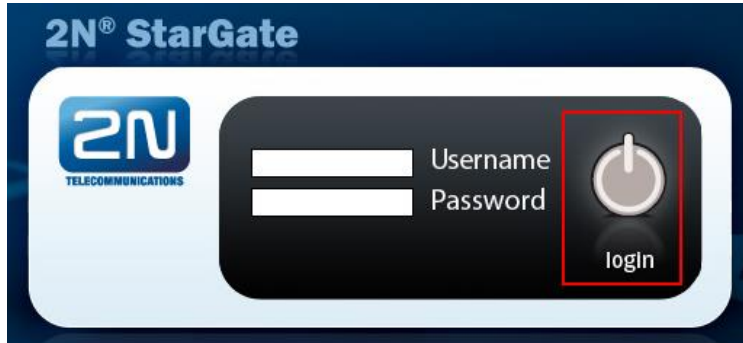 2N® StarGate
2N
TELECOMMUNICATIONS
Username
Password
login